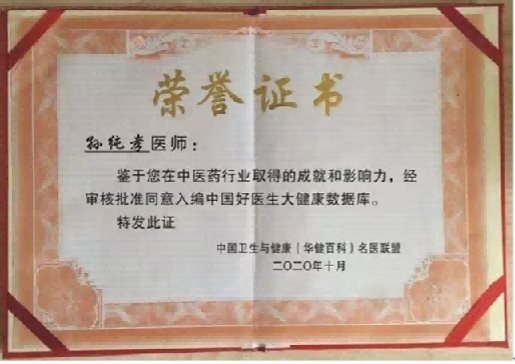 荣誉证书
孙纯孝医师：
鉴于您在中医药行业取得的成就和影响力，经
审核批准同意入编中国好医生大健康数据库。
特发此证
中国卫生与健康（华健百科）名医联盟
二〇二〇年十月